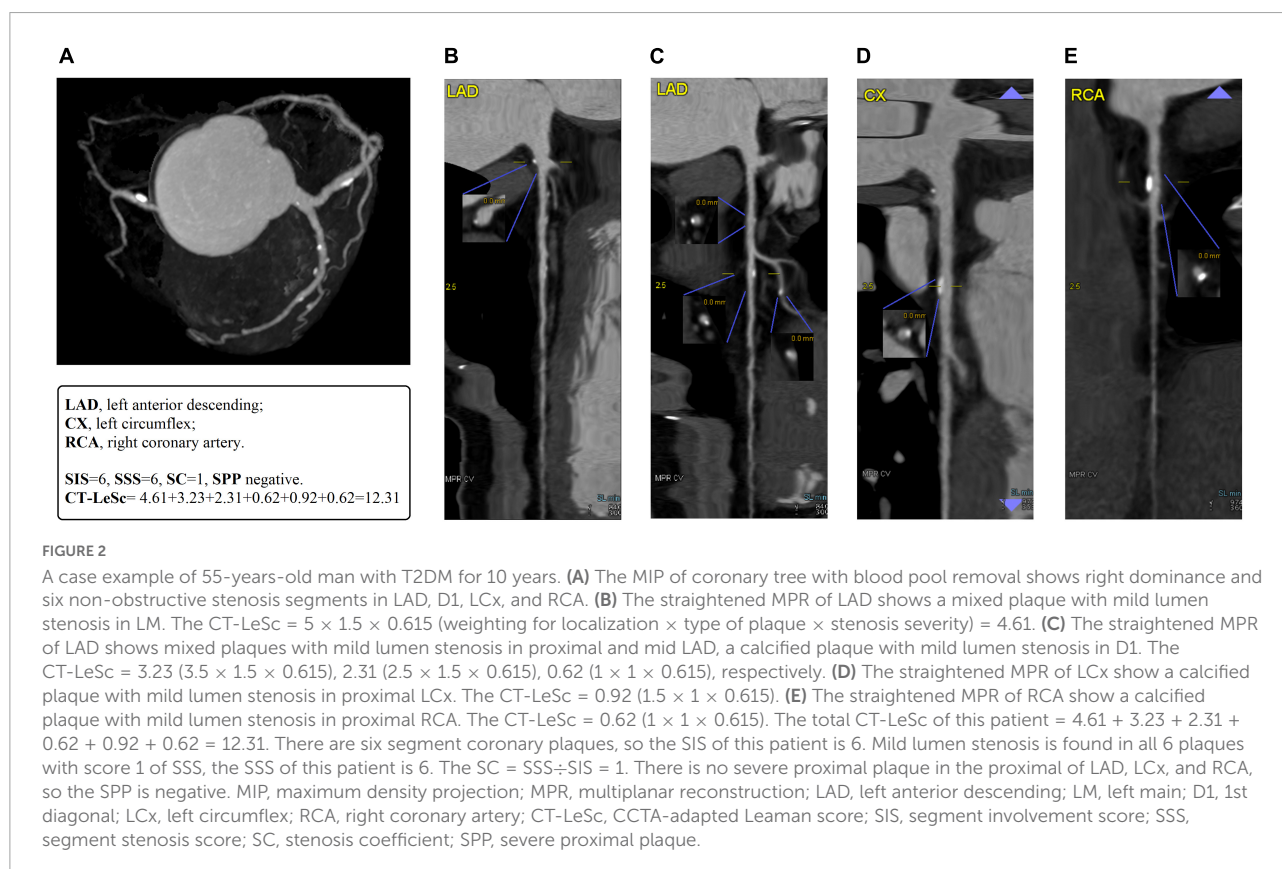 A
B
C
D
E
LAD
LAD
CX
RCA
0.0 mm
0.0 mm
0.0 mm
0.0 mm
0.0 mm
0.0 mm
25
25
25
25
MPR CV
MPR CV
MPR CV
MPR CV
SL min
SL min
SL min
SL min
LAD, left anterior descending;
CX, left circumflex;
RCA, right coronary artery.
SIS=6, SSS=6, SC=1, SPP negative.
CT-LeSc= 4.61+3.23+2.31+0.62+0.92+0.62=12.31
FIGURE 2
A case example of 55-years-old man with T2DM for 10 years. (A) The MIP of coronary tree with blood pool removal shows right dominance and
six non-obstructive stenosis segments in LAD, D1, LCx, and RCA. (B) The straightened MPR of LAD shows a mixed plaque with mild lumen
stenosis in LM. The CT-LeSc = 5 × 1.5 × 0.615 (weighting for localization × type of plaque × stenosis severity) = 4.61. (C) The straightened MPR
of LAD shows mixed plaques with mild lumen stenosis in proximal and mid LAD, a calcified plaque with mild lumen stenosis in D1. The
CT-LeSc = 3.23 (3.5 × 1.5 × 0.615), 2.31 (2.5 × 1.5 × 0.615), 0.62 (1 × 1 × 0.615), respectively. (D) The straightened MPR of LCx show a calcified
plaque with mild lumen stenosis in proximal LCx. The CT-LeSc = 0.92 (1.5 × 1 × 0.615). (E) The straightened MPR of RCA show a calcified
plaque with mild lumen stenosis in proximal RCA. The CT-LeSc = 0.62 (1 × 1 × 0.615). The total CT-LeSc of this patient = 4.61 + 3.23 + 2.31 +
0.62 + 0.92 + 0.62 = 12.31. There are six segment coronary plaques, so the SIS of this patient is 6. Mild lumen stenosis is found in all 6 plaques
with score 1 of SSS, the SSS of this patient is 6. The SC = SSS÷SIS = 1. There is no severe proximal plaque in the proximal of LAD, LCx, and RCA,
so the SPP is negative. MIP, maximum density projection; MPR, multiplanar reconstruction; LAD, left anterior descending; LM, left main; D1, 1st
diagonal; LCx, left circumflex; RCA, right coronary artery; CT-LeSc, CCTA-adapted Leaman score; SIS, segment involvement score; SSS,
segment stenosis score; SC, stenosis coefficient; SPP, severe proximal plaque.